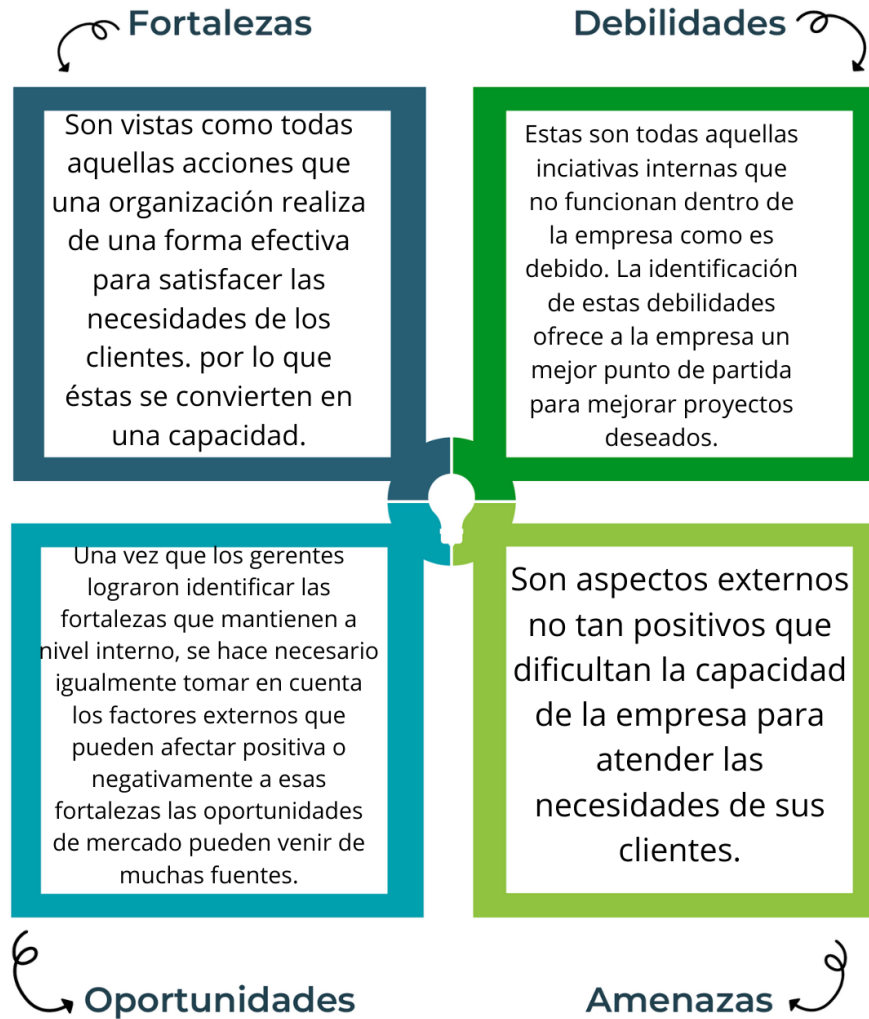 Fortalezas
Son vistas como todas
aquellas acciones que
una organización realiza
de una forma efectiva
para satisfacer las
necesidades de los
clientes. por lo que
éstas se convierten en
una capacidad.
Debilidades
Estas son todas aquellas
inciativas internas que
no funcionan dentro de
la empresa como es
debido. La identificación
de estas debilidades
ofrece a la empresa un
mejor punto de partida
para mejorar proyectos
deseados.
Una vez que los gerentes
lograron identificar las
fortalezas que mantienen a
nivel interno, se hace necesario
igualmente tomar en cuenta
los factores externos que
pueden afectar positiva o
negativamente a esas
fortalezas las oportunidades
de mercado pueden venir de
muchas fuentes.
Oportunidades
Son aspectos externos
no tan positivos que
dificultan la capacidad
de la empresa para
atender las
necesidades de sus
clientes.
Amenazas